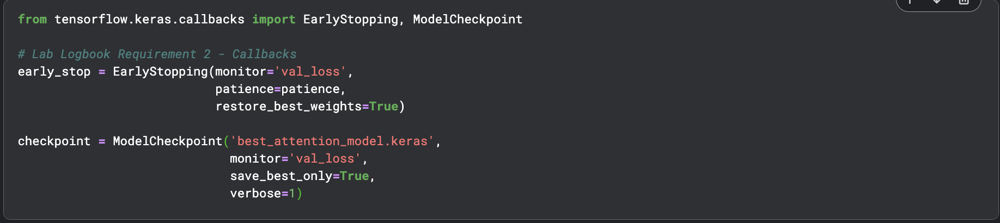 from tensorflow.keras.callbacks import EarlyStopping, ModelCheckpoint
# Lab Logbook Requirement 2 - Callbacks
early_stop = EarlyStopping(monitor='val_loss',
patience=patience,
restore_best_weights=True)
checkpoint = ModelCheckpoint('best_attention_model.keras',
monitor='val_loss',
save_best_only=True,
verbose=1)